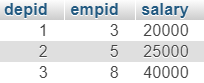 depid empid salary
1 3 20000
2 5 25000
3 8 40000